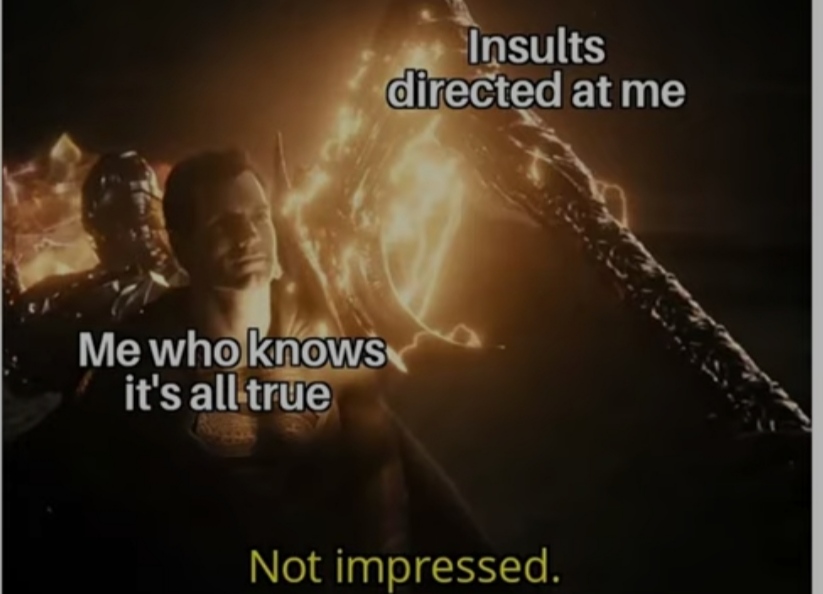 Insults
directed at me
Me who knows
it's all true
Not impressed.